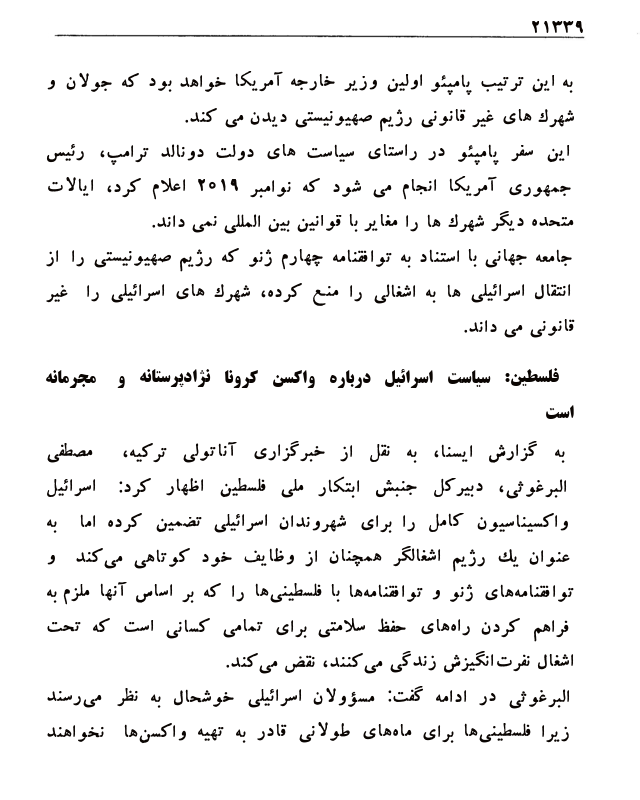 ۲۱۳۳۹
به این ترتیب پامپئو اولین وزیر خارجه آمریکا خواهد بود که جولان و
شهرك های غیر قانونی رژیم صهیونیستی دیدن می کند.
این سفر پامپئو در راستای سیاست های دولت دونالد ترامپ، رئیس
جمهوری آمریکا انجام می شود که نوامبر ۲۰۱۹ اعلام کرد، ایالات
متحده دیگر شهرك ها را مغایر با قوانین بین المللی نمی داند.
جامعه جهانی با استناد به توافقنامه چهارم ژنو که رژیم صهیونیستی را از
انتقال اسرائیلی ها به اشغالی را منع کرده، شهرك های اسرائیلی را غیر
قانونی می داند.
فلسطین: سیاست اسرائیل درباره واکسن کرونا نژادپرستانه و مجرمانه
است
به گزارش ایسنا، به نقل از خبرگزاری آناتولی ترکیه، مصطفی
البرغوثی، دبیرکل جنبش ابتکار ملی فلسطین اظهار کرد: اسرائیل
واکسیناسیون کامل را برای شهروندان اسرائیلی تضمین کرده اما به
عنوان یك رژیم اشغالگر همچنان از وظایف خود کوتاهی می‌کند و
توافقنامه‌های ژنو و توافقنامه‌ها با فلسطینی‌ها را که بر اساس آنها ملزم به
فراهم کردن راه‌های حفظ سلامتی برای تمامی کسانی است که تحت
اشغال نفرت‌انگیزش زندگی می‌کنند، نقض می‌کند.
البرغوثی در ادامه گفت: مسؤولان اسرائیلی خوشحال به نظر می‌رسند
زیرا فلسطینی‌ها برای ماه‌های طولانی قادر به تهیه واکسن‌ها نخواهند